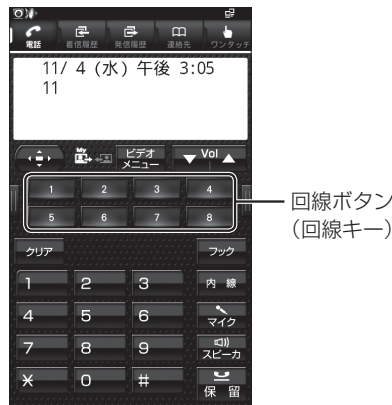 電話 着信履歴 発信履歴 連絡先 ワンタッチ
11/ 4 (水) 午後 3:05
11
My ビデオメニュー Vol
1 2 3 4
5 6 7 8
回線ボタン
（回線キー）
クリア フック
1 2 3 内 線
4 5 6 マイク
7 8 9 スピーカ
* 0 # 保 留